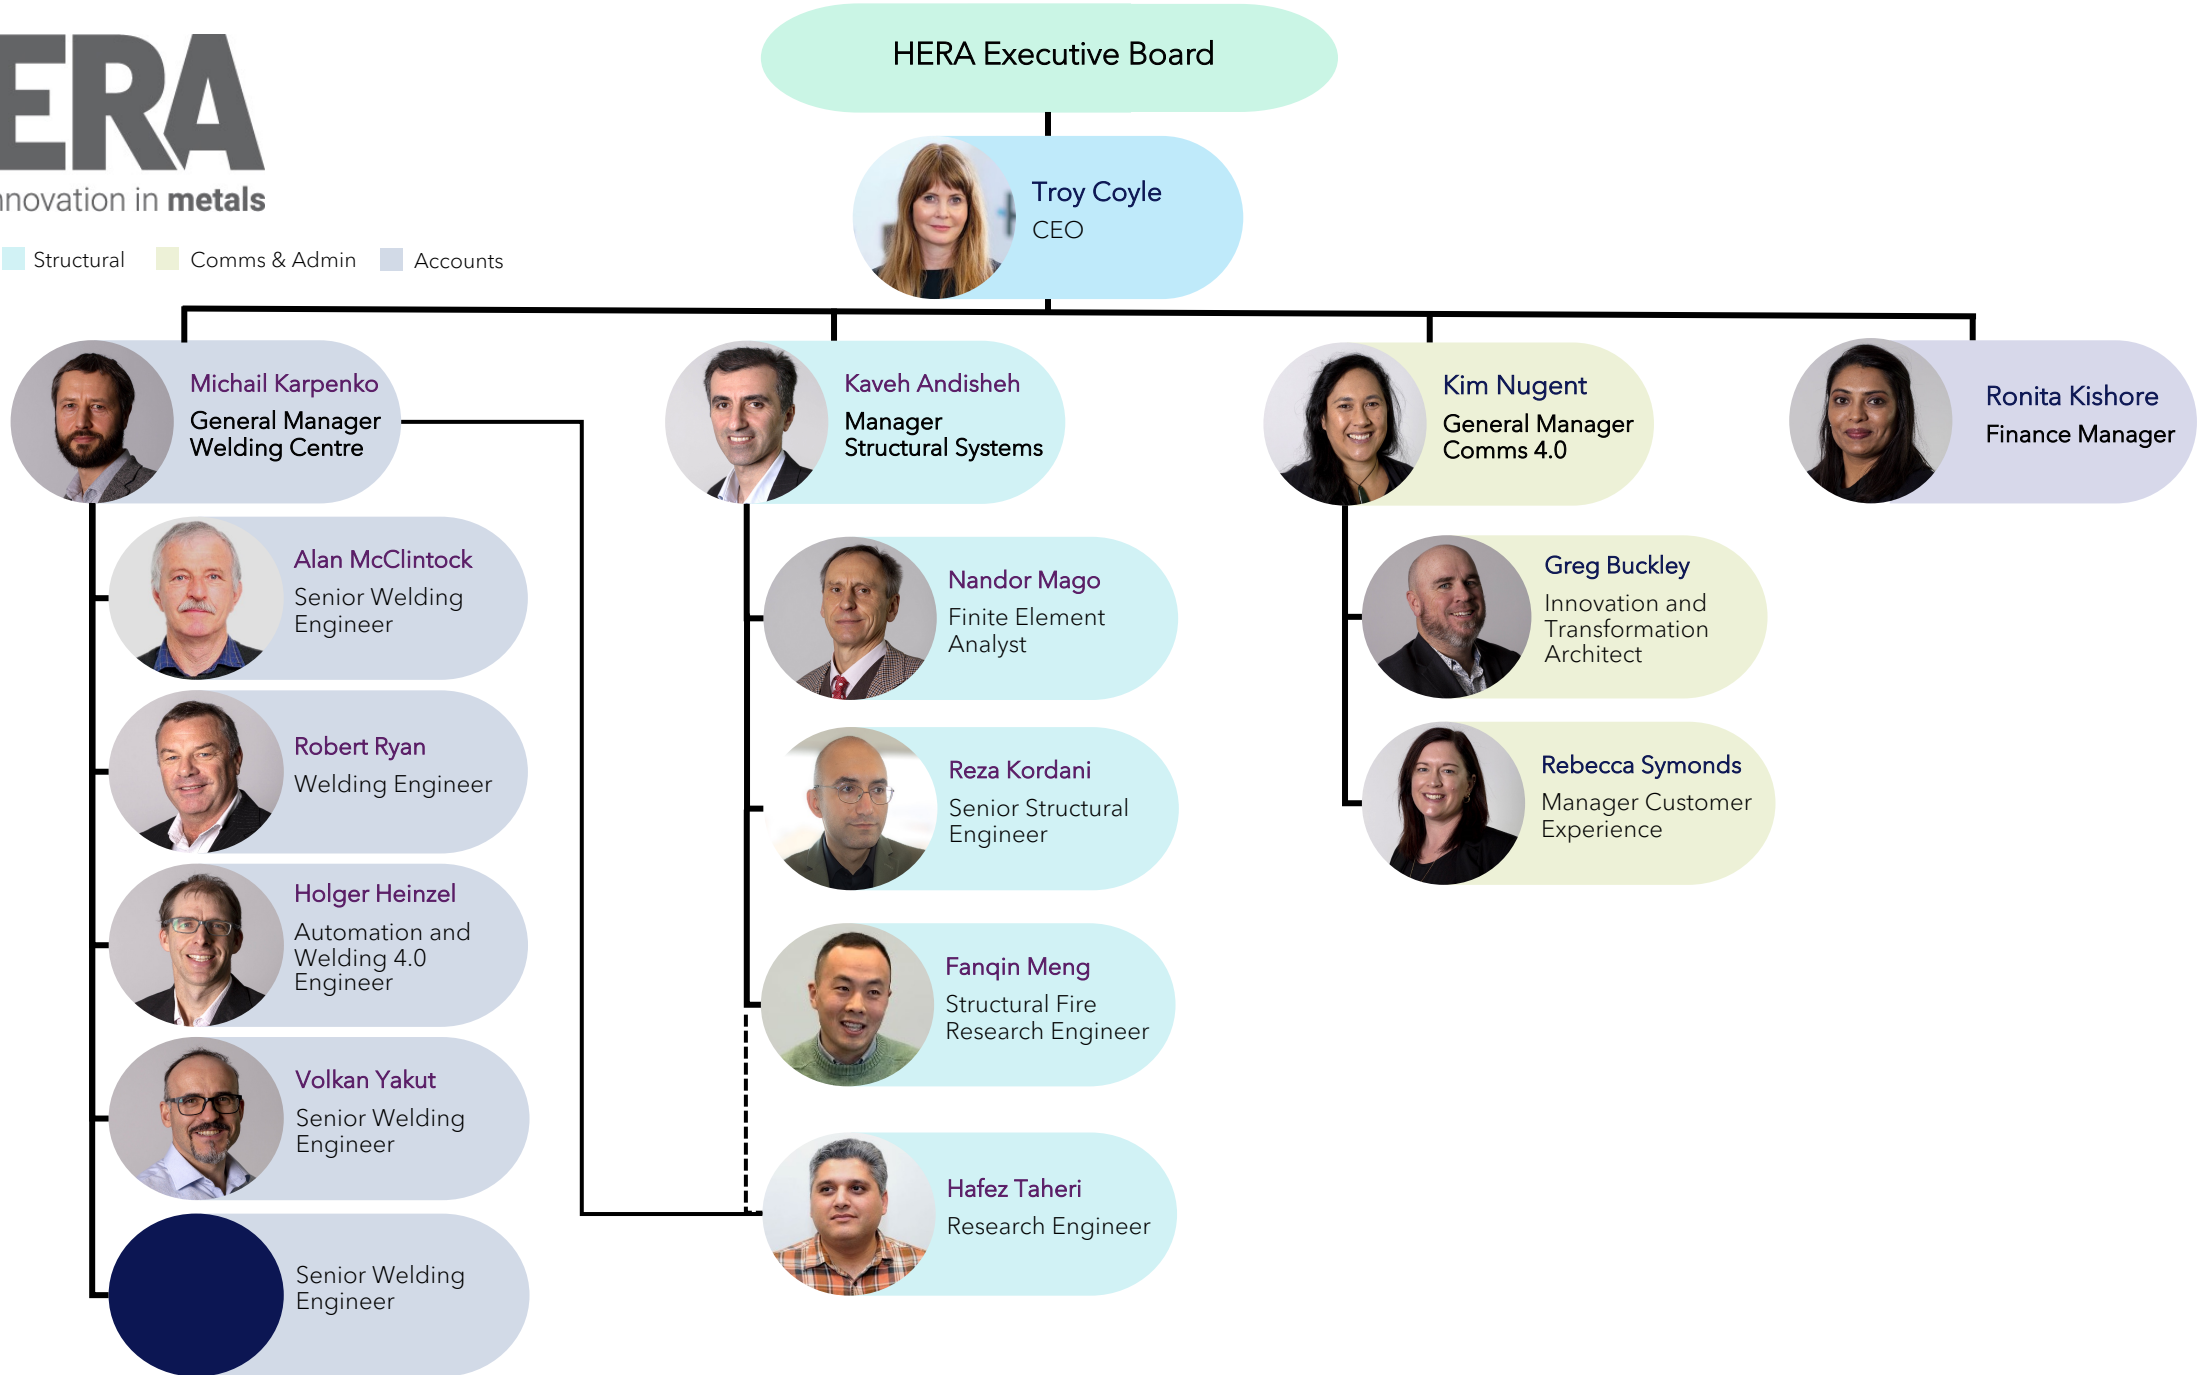 HERA Executive Board
ERA
nnovation in metals
Troy Coyle
CEO
Structural
Comms & Admin
Accounts
Michail Karpenko
General Manager
Welding Centre
Kaveh Andisheh
Manager
Structural Systems
Kim Nugent
General Manager
Comms 4.0
Ronita Kishore
Finance Manager
Alan McClintock
Senior Welding
Engineer
Robert Ryan
Welding Engineer
Holger Heinzel
Automation and
Welding 4.0
Engineer
Volkan Yakut
Senior Welding
Engineer
Senior Welding
Engineer
Nandor Mago
Finite Element
Analyst
Reza Kordani
Senior Structural
Engineer
Fanqin Meng
Structural Fire
Research Engineer
Hafez Taheri
Research Engineer
Greg Buckley
Innovation and
Transformation
Architect
Rebecca Symonds
Manager Customer
Experience